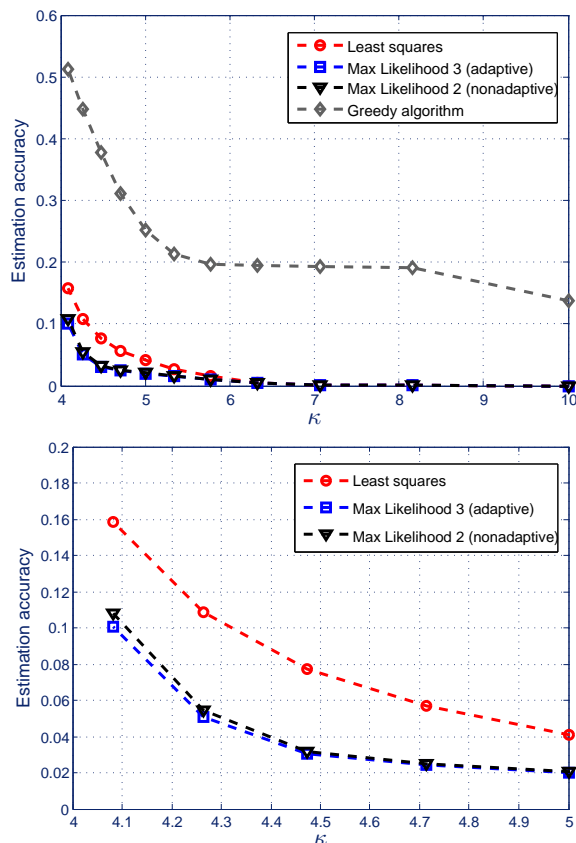 0.6
0.5
0.4
0.3
0.2
0.1
0
Estimation accuracy
Least squares
Max Likelihood 3 (adaptive)
Max Likelihood 2 (nonadaptive)
Greedy algorithm
4 5 6 7 8 9 10
κ
0.2
0.18
0.16
0.14
0.12
0.1
0.08
0.06
0.04
0.02
0
Estimation accuracy
Least squares
Max Likelihood 3 (adaptive)
Max Likelihood 2 (nonadaptive)
4 4.1 4.2 4.3 4.4 4.5 4.6 4.7 4.8 4.9 5
κ